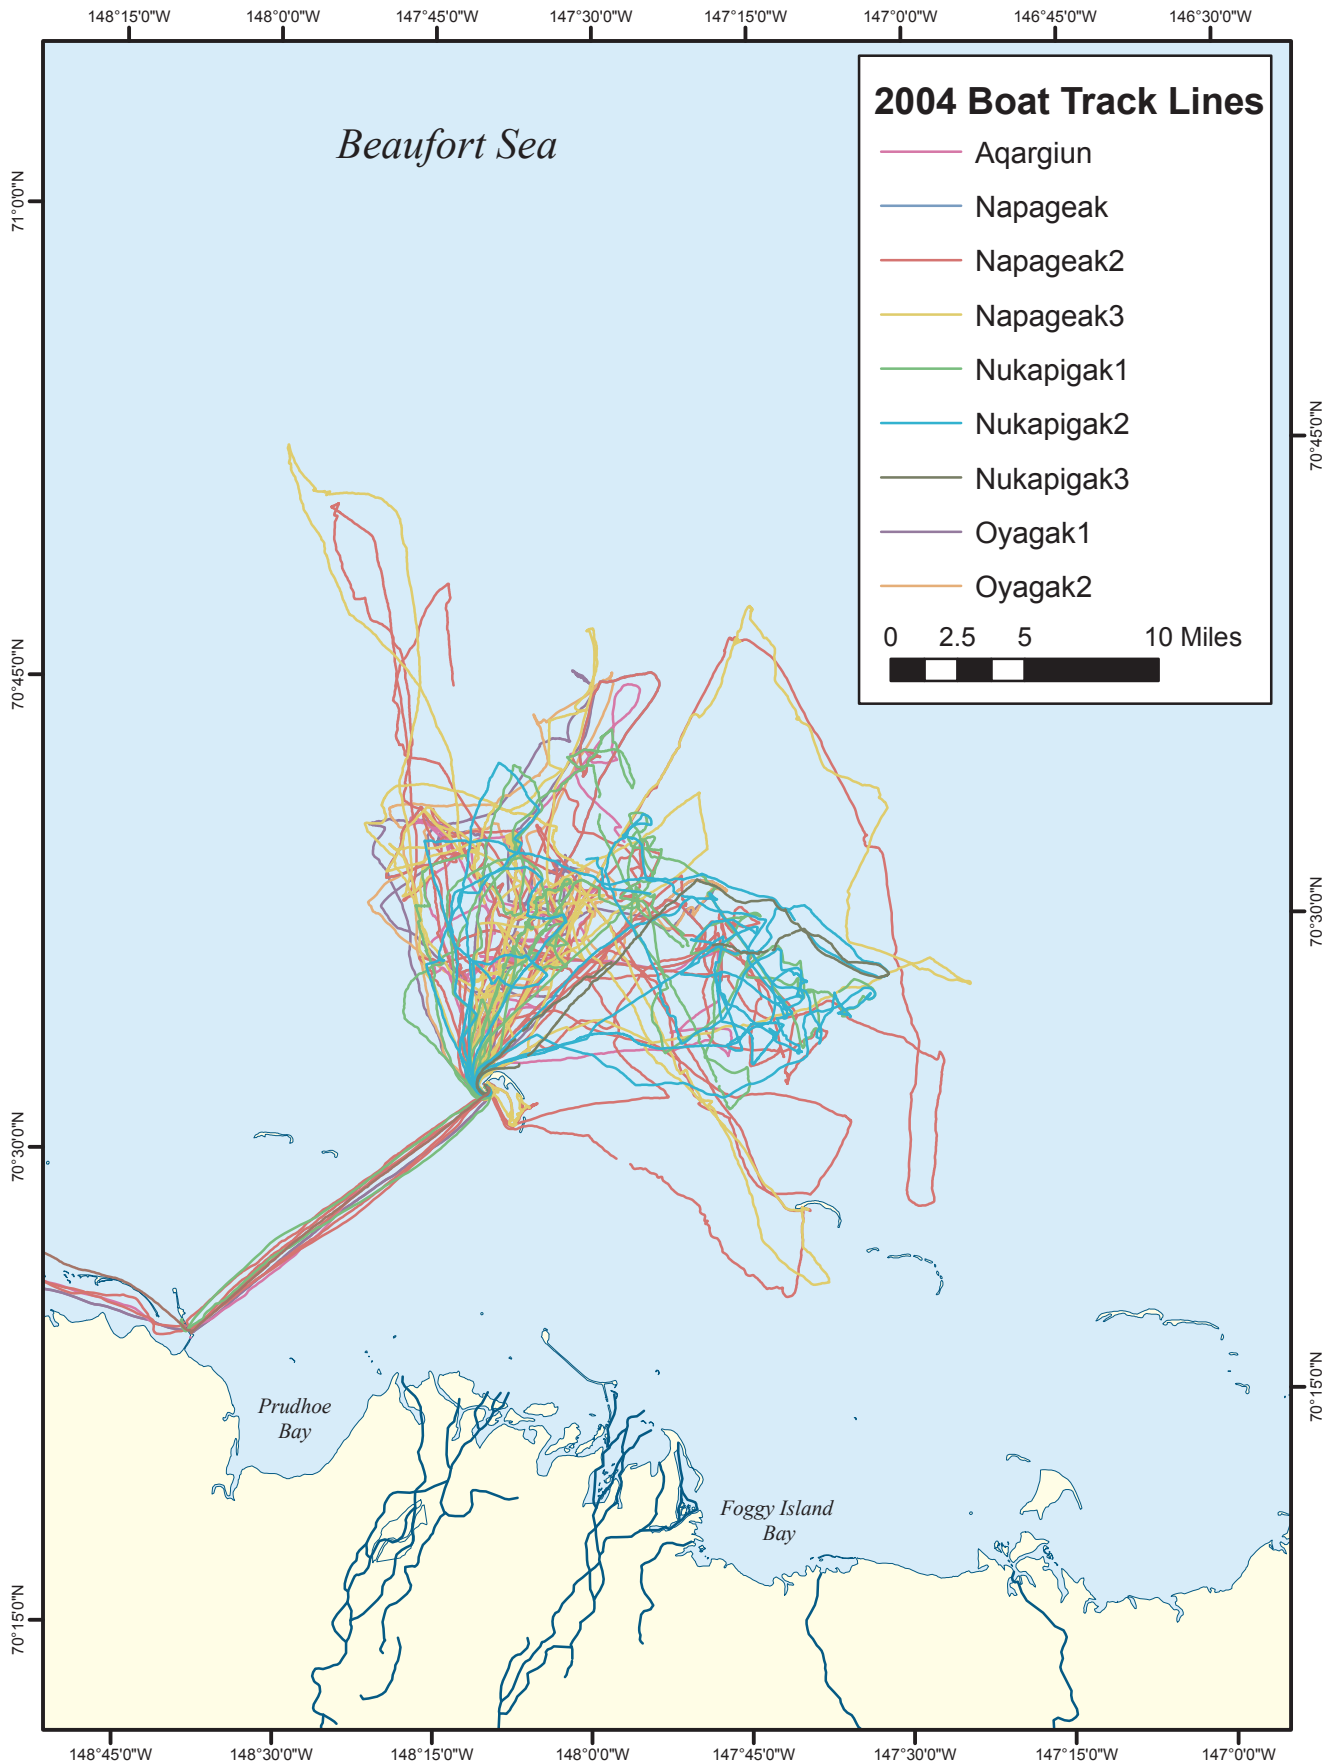 148°15'0"W 148°0'0"W 147°45'0"W 147°30'0"W 147°15'0"W 147°0'0"W 146°45'0"W 146°30'0"W
Beaufort Sea
2004 Boat Track Lines
Aqargiun
Napageak
Napageak2
Napageak3
Nukapigak1
Nukapigak2
Nukapigak3
Oyagak1
Oyagak2
0 2.5 5 10 Miles
71°0'0"N
70°45'0"N
70°30'0"N
70°15'0"N
70°45'0"N
70°30'0"N
70°15'0"N
Prudhoe
Bay
Foggy Island
Bay
148°45'0"W 148°30'0"W 148°15'0"W 148°0'0"W 147°45'0"W 147°30'0"W 147°15'0"W 147°0'0"W